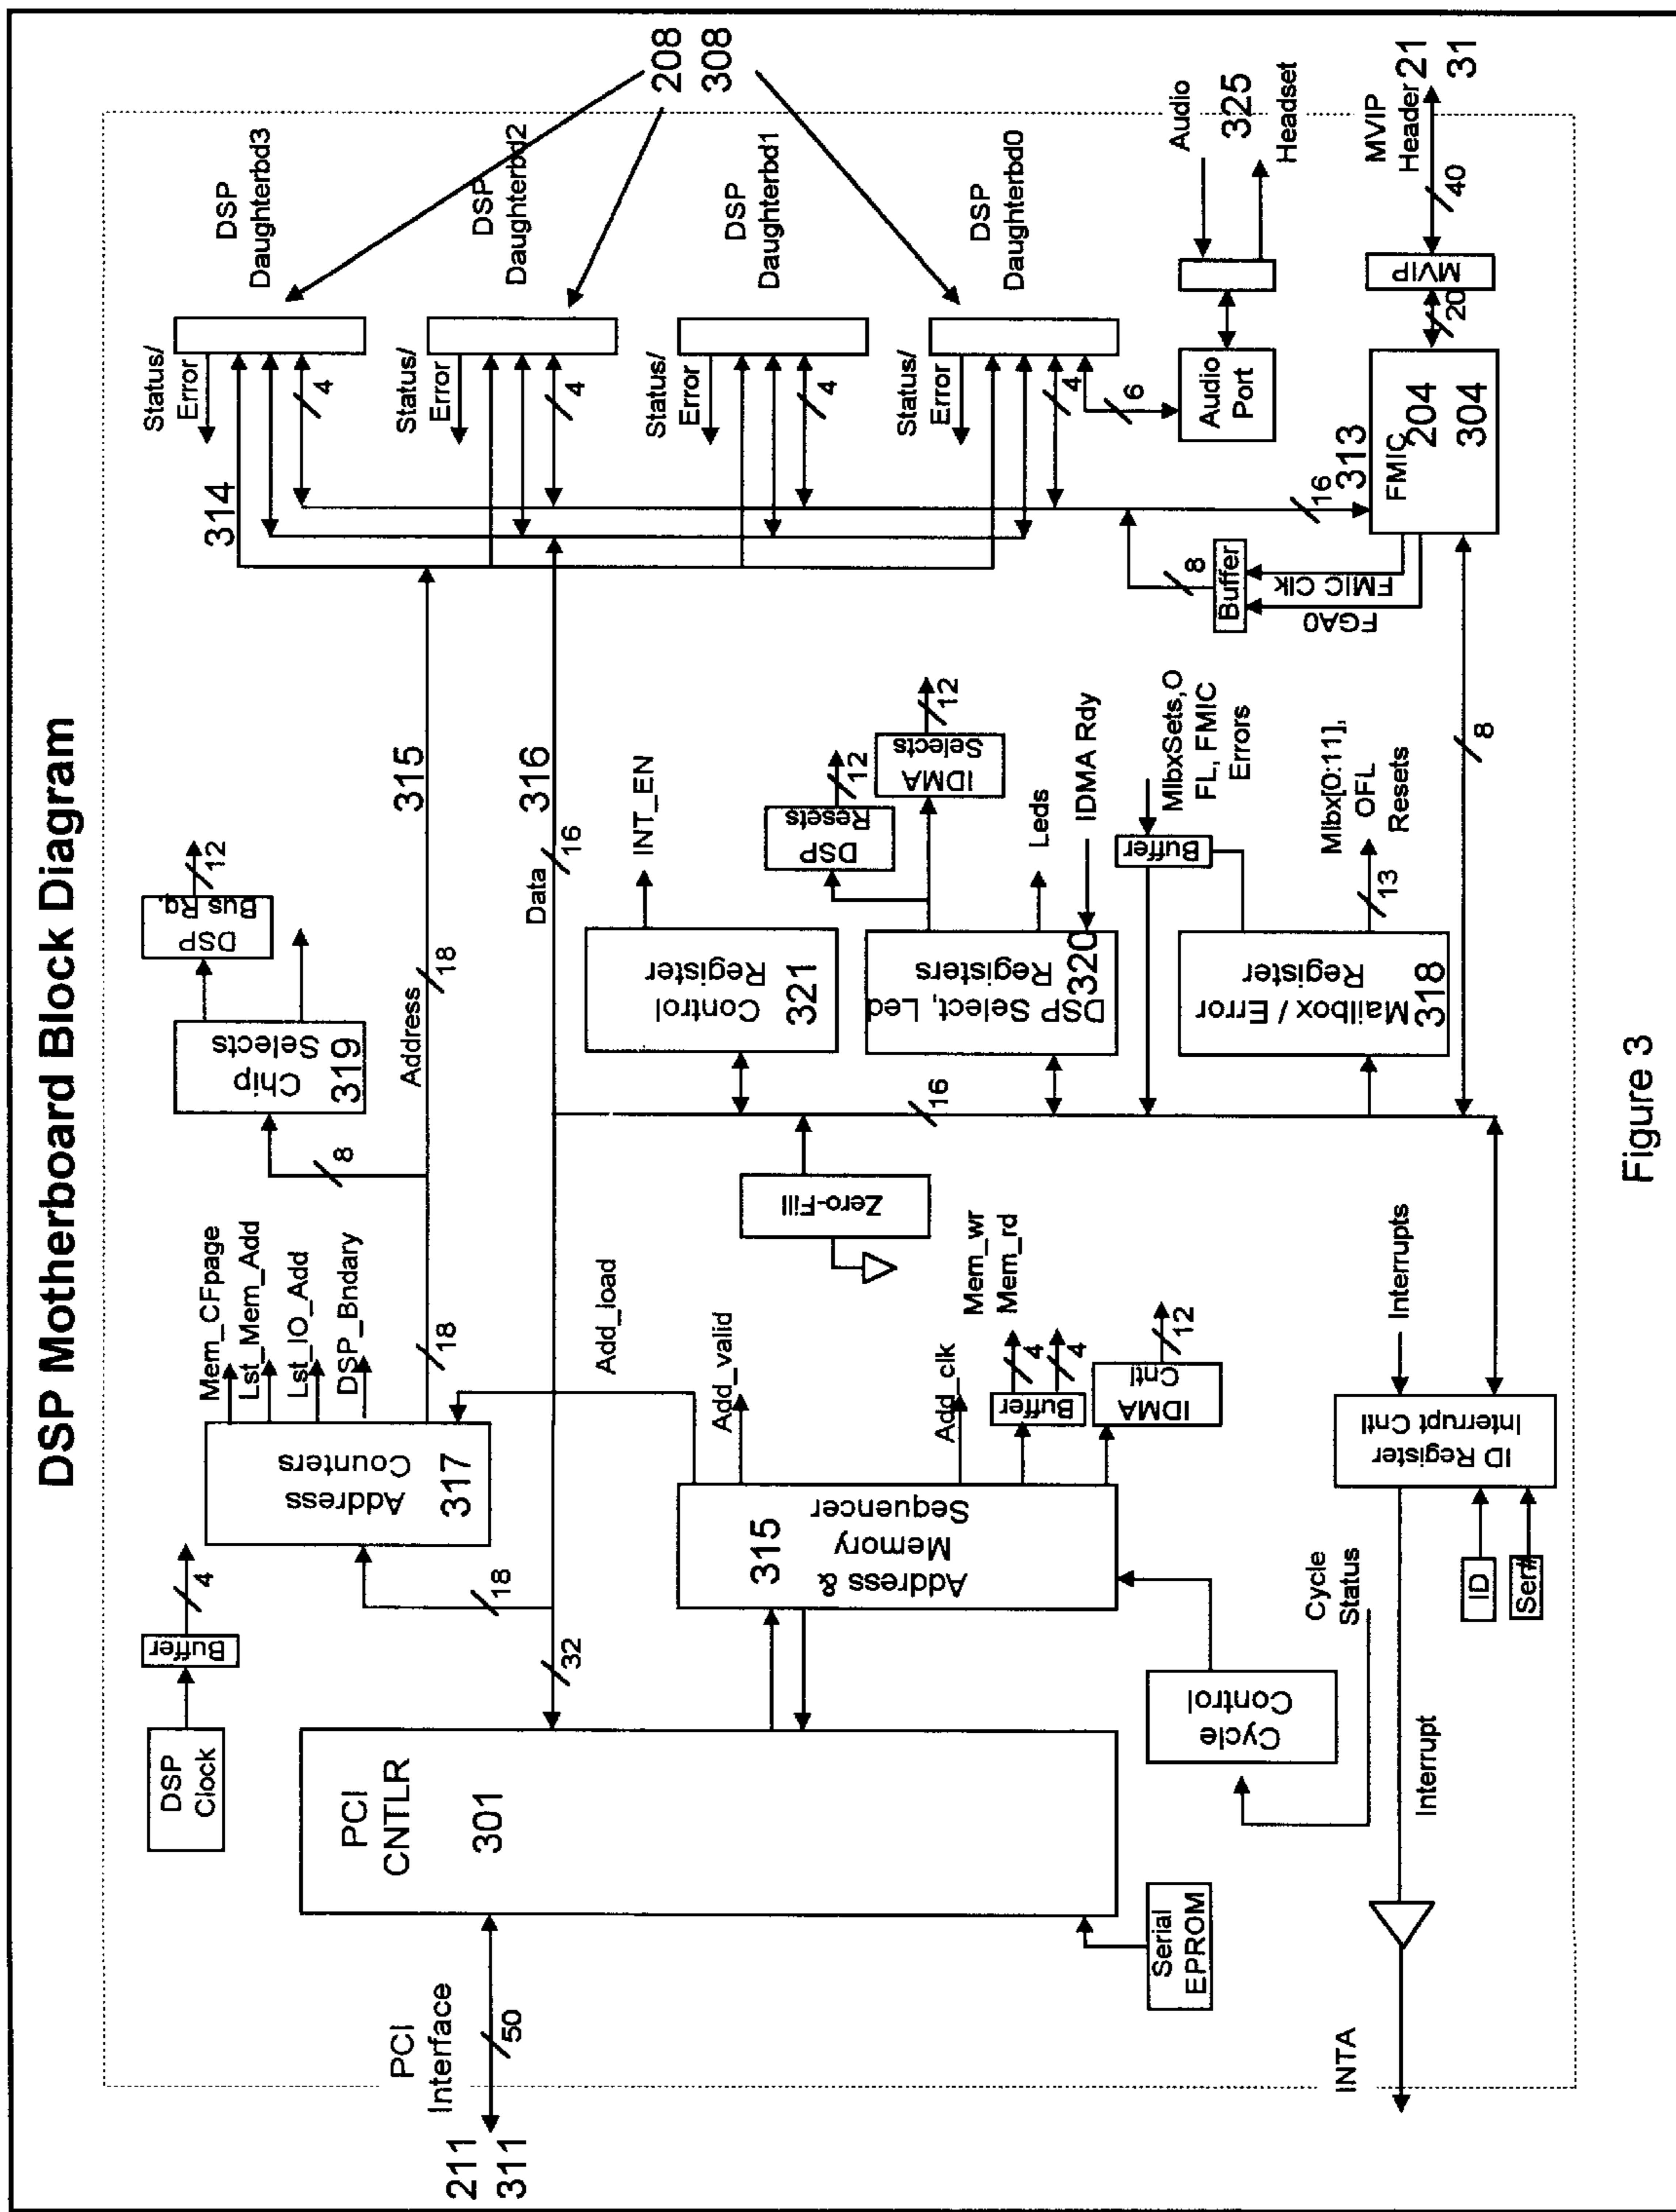 DSP Motherboard Block Diagram
PCI
Interface
211
311
50
INTA
DSP
Clock
Buffer
4
PCI
CNTLR
301
Serial
EPROM
32
18
Address
Counters
317
Mem_CFpage
Lst_Mem_Add
Lst_IO_Add
DSP_Bndary
18
8
Chip
Selects
319
DSP
Bus Rq.
12
Address
18
315
Data
16
316
314
Add_load
Address &
Memory
Sequencer
315
Add_valid
Add_clk
Buffer
4
4
Mem_wr
Mem_rd
IDMA
Cntl
12
Cycle
Control
Cycle
Status
Interrupt
ID
Ser#
ID Register
Interrupt Cntl
Interrupts
Zero-Fill
16
Control
Register
321
INT_EN
DSP Select, Led
Registers
320
DSP
Resets
12
IDMA
Selects
12
Leds
IDMA Rdy
Mailbox / Error
Register
318
Buffer
MlbxSets,O
FL, FMIC
Errors
13
Mlbx[0:11],
OFL
Resets
8
Status/
Error
4
DSP
Daughterbd3
Status/
Error
4
DSP
Daughterbd2
Status/
Error
4
DSP
Daughterbd1
Status/
Error
4
DSP
Daughterbd0
208
308
6
Audio
Port
Audio
325
Headset
16
8
Buffer
FGA0
FMIC Clk
313
FMIC
204
304
20
MVIP
40
MVIP
Header
21
31
Figure 3